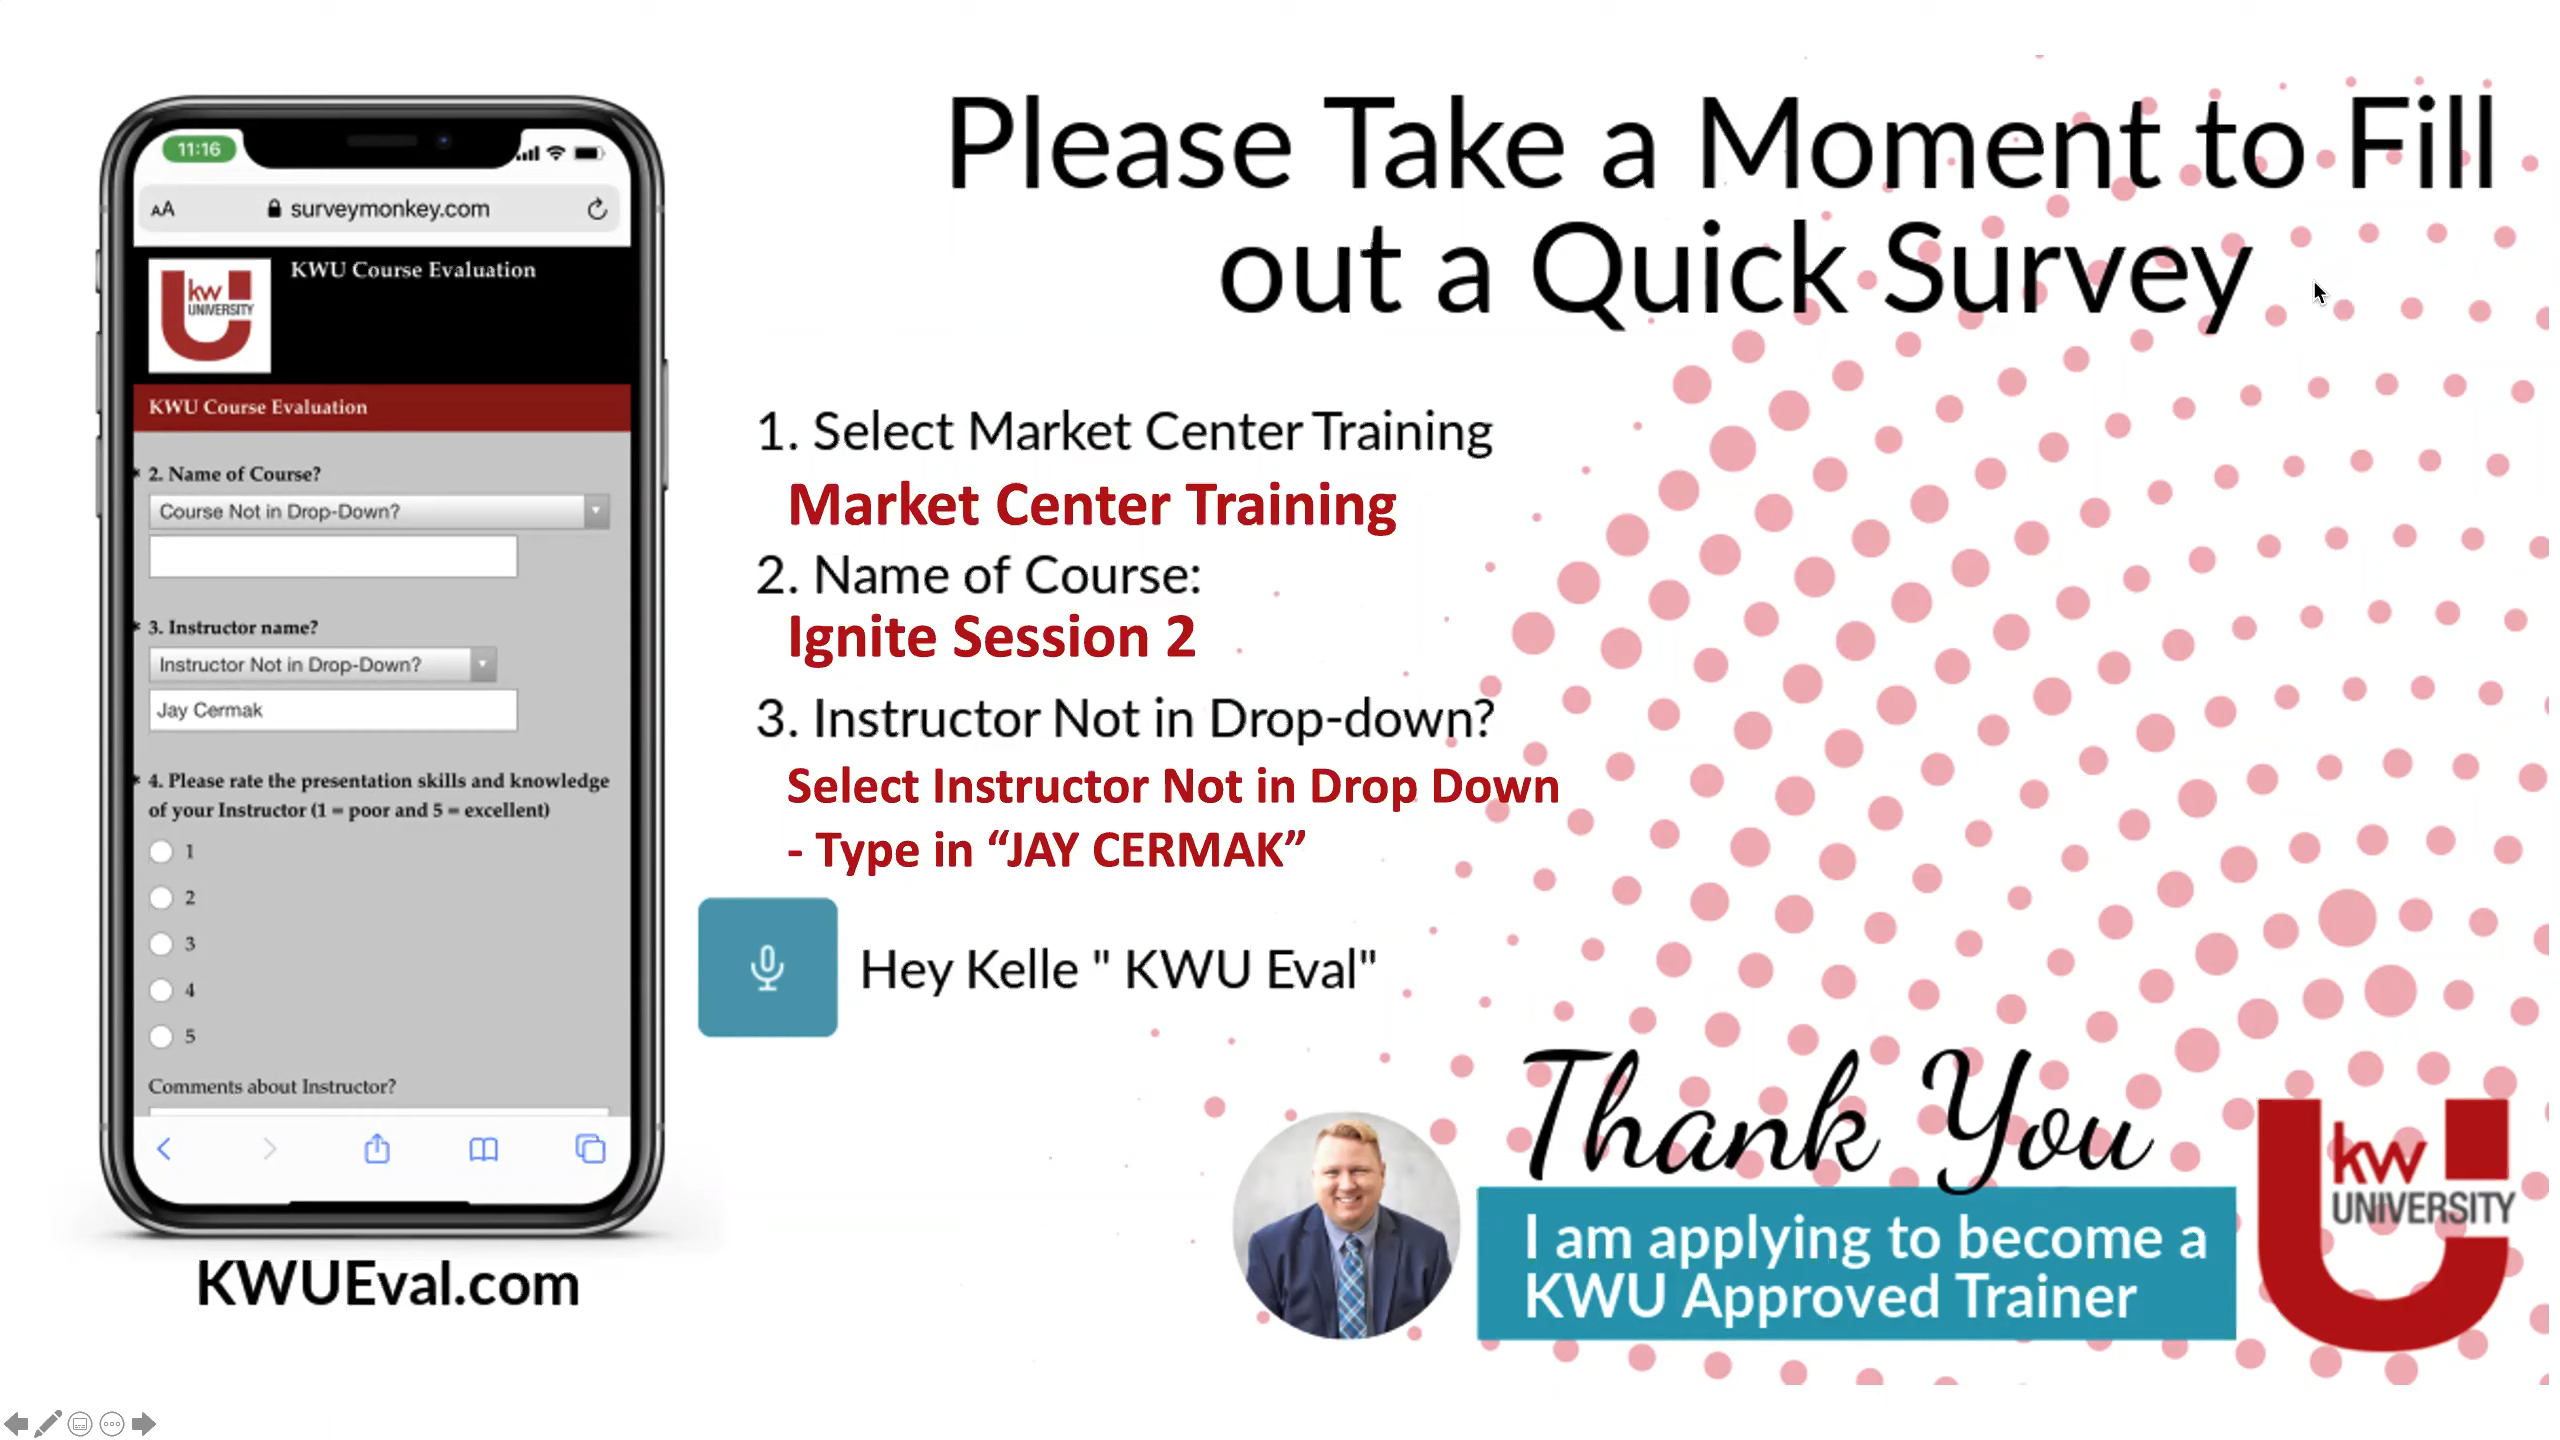 Please Take a Moment to Fill
out a Quick Survey
11:16
AA surveymonkey.com
kw
UNIVERSITY
KWU Course Evaluation
KWU Course Evaluation
* 2. Name of Course?
Course Not in Drop-Down?
* 3. Instructor name?
Instructor Not in Drop-Down?
Jay Cermak
* 4. Please rate the presentation skills and knowledge
of your Instructor (1 = poor and 5 = excellent)
1
2
3
4
5
Comments about Instructor?
KWUEval.com
1. Select Market Center Training
Market Center Training
2. Name of Course:
Ignite Session 2
3. Instructor Not in Drop-down?
Select Instructor Not in Drop Down
- Type in “JAY CERMAK”
Hey Kelle " KWU Eval"
Thank You
I am applying to become a
KWU Approved Trainer
kw
UNIVERSITY